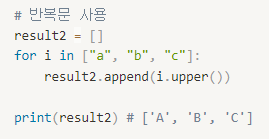 # 반복문 사용
result2 = []
for i in ["a", "b", "c"]:
    result2.append(i.upper())

print(result2) # ['A', 'B', 'C']